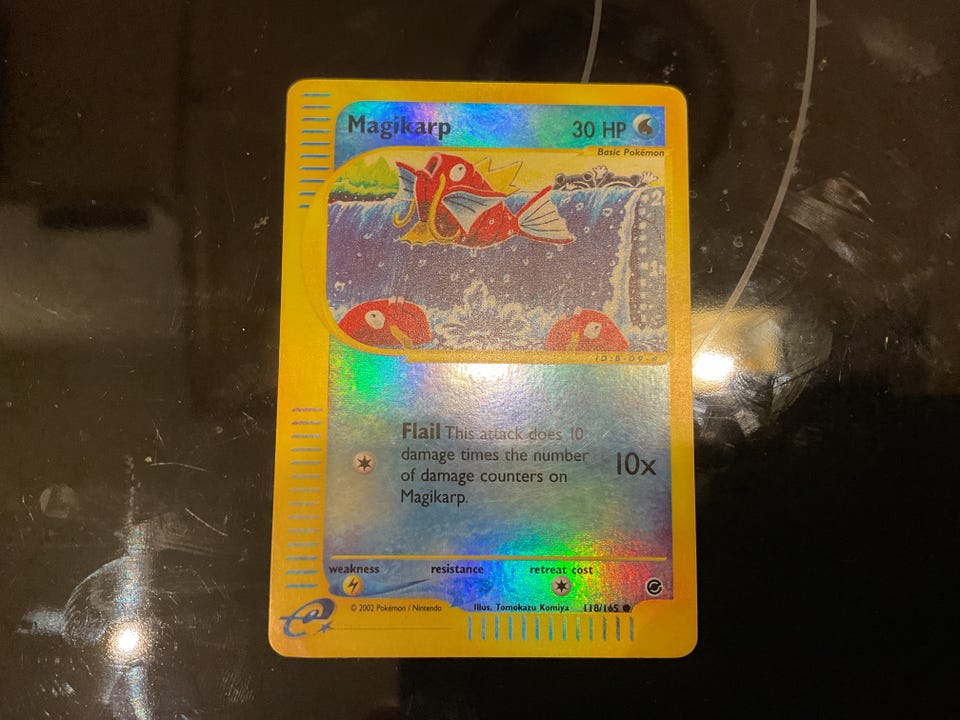 Magikarp
30 HP
Basic Pokémon
Flail This attack does 10
damage times the number
of damage counters on
Magikarp.
10x
weakness
resistance
retreat cost
© 2002 Pokémon / Nintendo
Illus. Tomokazu Komiya
118/165